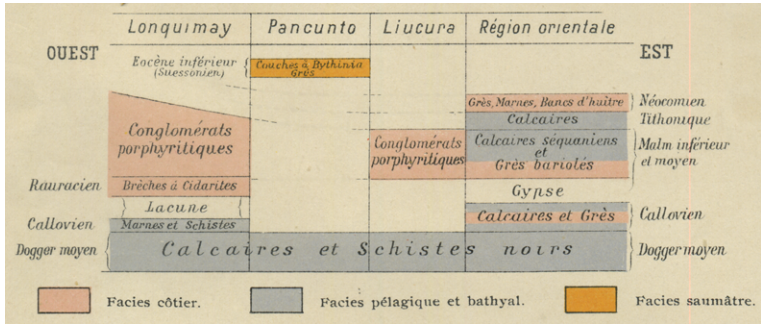 Lonquimay Pancunto Liucura Région orientale
OUEST EST
Eocène inférieur
(Suessonien)
Couches à Bythinia
Grès
Grès, Marnes, Bancs d'huître Néocomien
Calcaires Tithonique
Conglomérats
porphyritiques
Conglomérats
porphyritiques
Calcaires séquaniens
et
Grès bariolés
Malm inférieur
et moyen
Rauracien Brèches à Cidarites
Gypse
Lacune
Callovien Marnes et Schistes
Calcaires et Grès Callovien
Dogger moyen Calcaires et Schistes noirs Dogger moyen
Facies côtier. Facies pélagique et bathyal. Facies saumâtre.